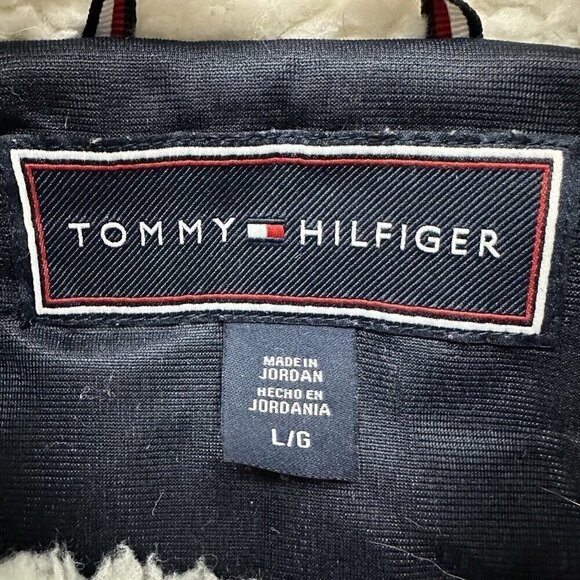 TOMMY HILFIGER
MADE IN
JORDAN
HECHO EN
JORDANIA
L/G